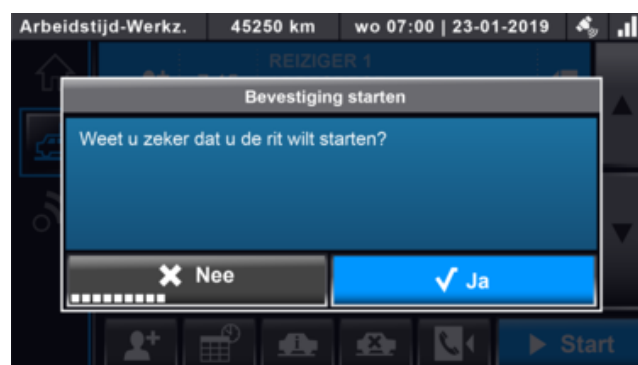 Arbeidstijd-Werkz. 45250 km wo 07:00 | 23-01-2019
REIZIGER 1
Bevestiging starten
Weet u zeker dat u de rit wilt starten?
Nee Ja
Start